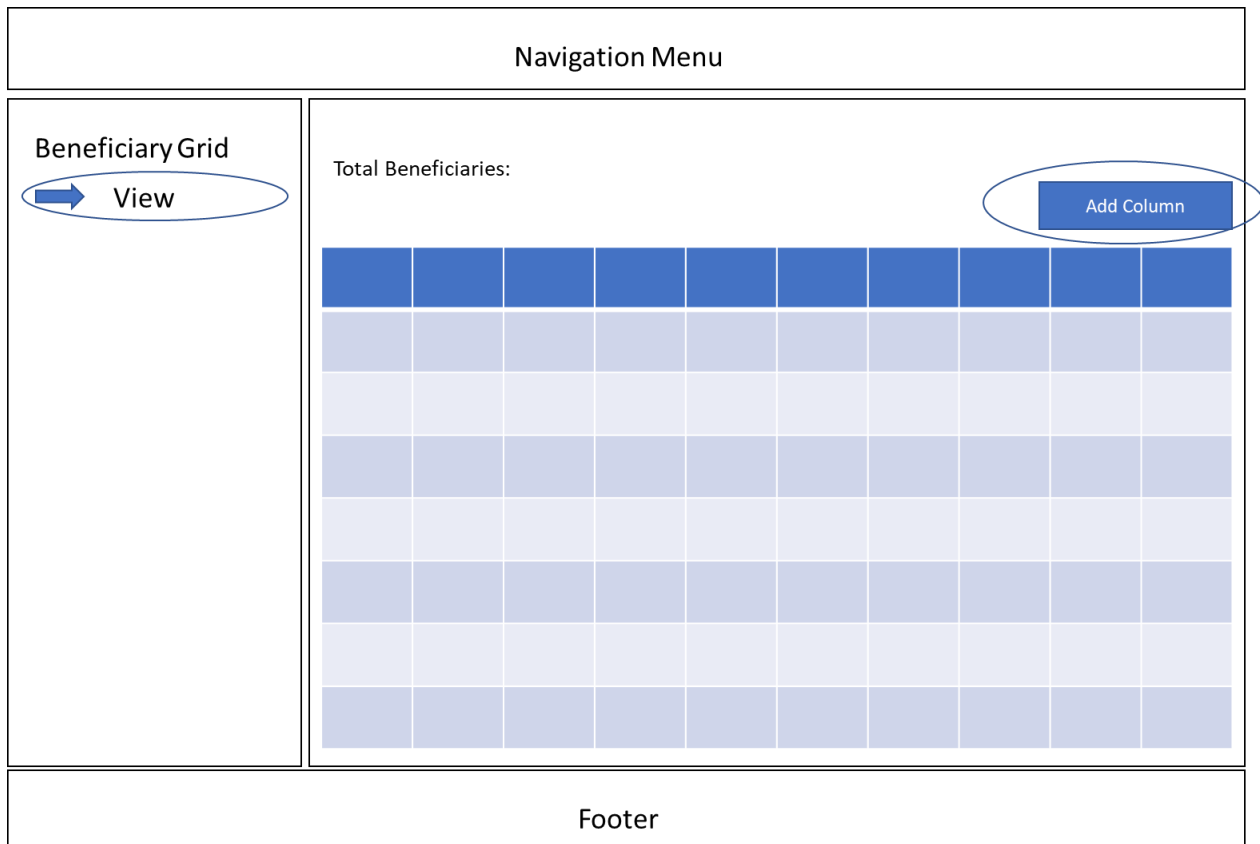 Navigation Menu
Beneficiary Grid
View
Total Beneficiaries:
Add Column
Footer